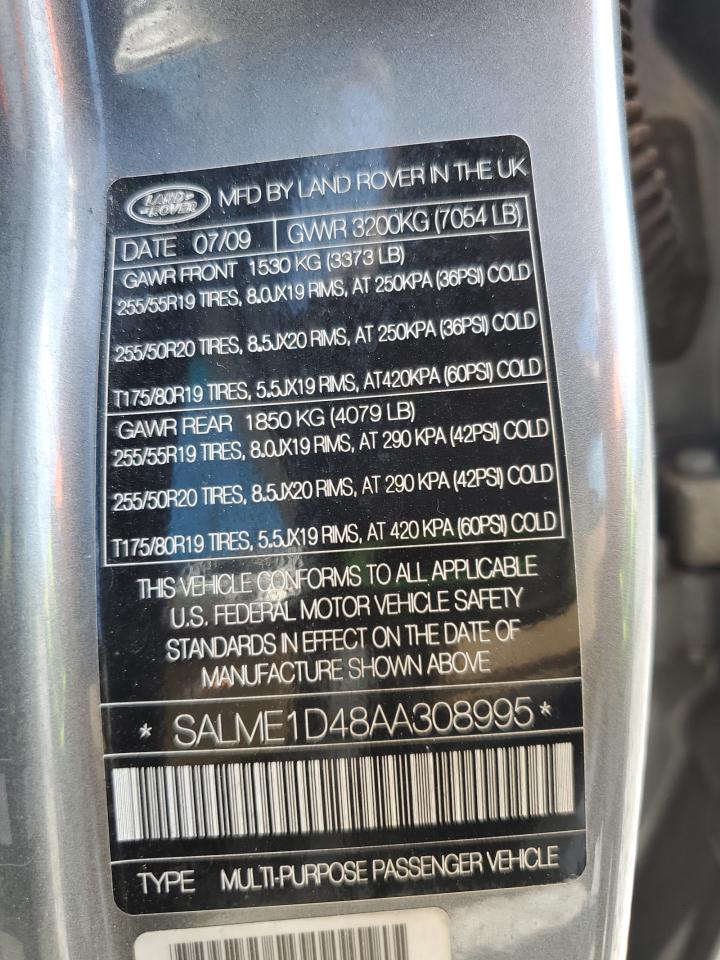 LAND ROVER MFD BY LAND ROVER IN THE UK
DATE 07/09 GVWR 3200KG (7054 LB)
GAWR FRONT 1530 KG (3373 LB)
255/55R19 TIRES, 8.0JX19 RIMS, AT 250KPA (36PSI) COLD
255/50R20 TIRES, 8.5JX20 RIMS, AT 250KPA (36PSI) COLD
T175/80R19 TIRES, 5.5JX19 RIMS, AT420KPA (60PSI) COLD
GAWR REAR 1850 KG (4079 LB)
255/55R19 TIRES, 8.0JX19 RIMS, AT 290 KPA (42PSI) COLD
255/50R20 TIRES, 8.5JX20 RIMS, AT 290 KPA (42PSI) COLD
T175/80R19 TIRES, 5.5JX19 RIMS, AT 420 KPA (60PSI) COLD
THIS VEHICLE CONFORMS TO ALL APPLICABLE
U.S. FEDERAL MOTOR VEHICLE SAFETY
STANDARDS IN EFFECT ON THE DATE OF
MANUFACTURE SHOWN ABOVE
* SALME1D48AA308995 *
TYPE MULTI-PURPOSE PASSENGER VEHICLE